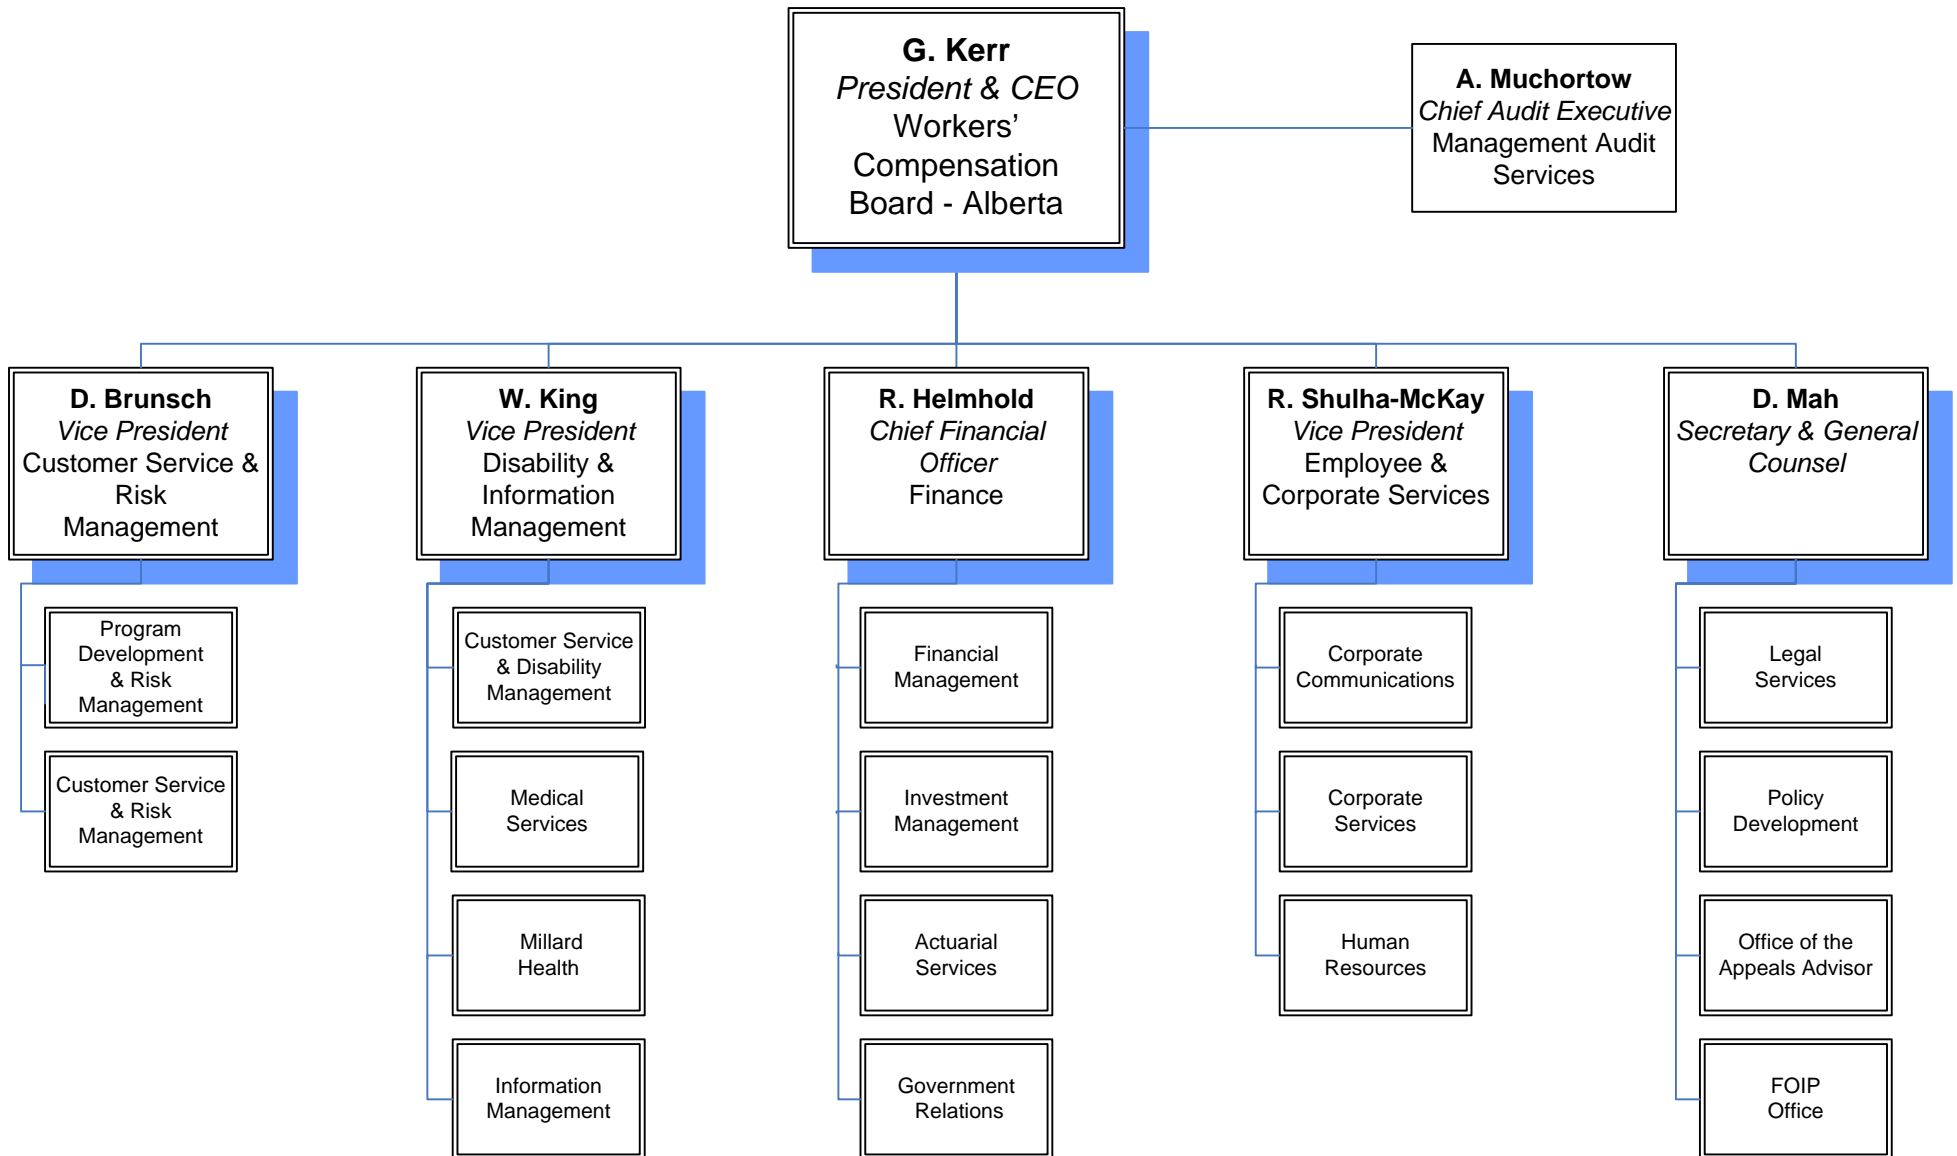 G. Kerr
President & CEO
Workers’
Compensation
Board - Alberta
A. Muchortow
Chief Audit Executive
Management Audit
Services
D. Brunsch
Vice President
Customer Service &
Risk
Management
W. King
Vice President
Disability &
Information
Management
R. Helmhold
Chief Financial
Officer
Finance
R. Shulha-McKay
Vice President
Employee &
Corporate Services
D. Mah
Secretary & General
Counsel
Program
Development
& Risk
Management
Customer Service
& Risk
Management
Customer Service
& Disability
Management
Medical
Services
Millard
Health
Information
Management
Financial
Management
Investment
Management
Actuarial
Services
Government
Relations
Corporate
Communications
Corporate
Services
Human
Resources
Legal
Services
Policy
Development
Office of the
Appeals Advisor
FOIP
Office